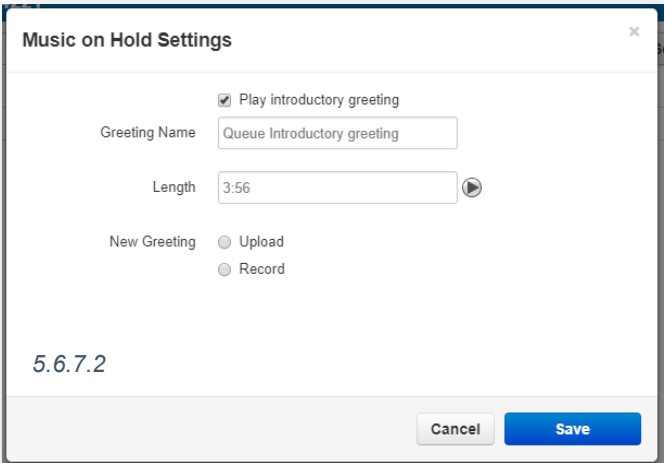 Music on Hold Settings
×
Play introductory greeting
Greeting Name
Queue Introductory greeting
Length
3:56
New Greeting
Upload
Record
5.6.7.2
Cancel
Save